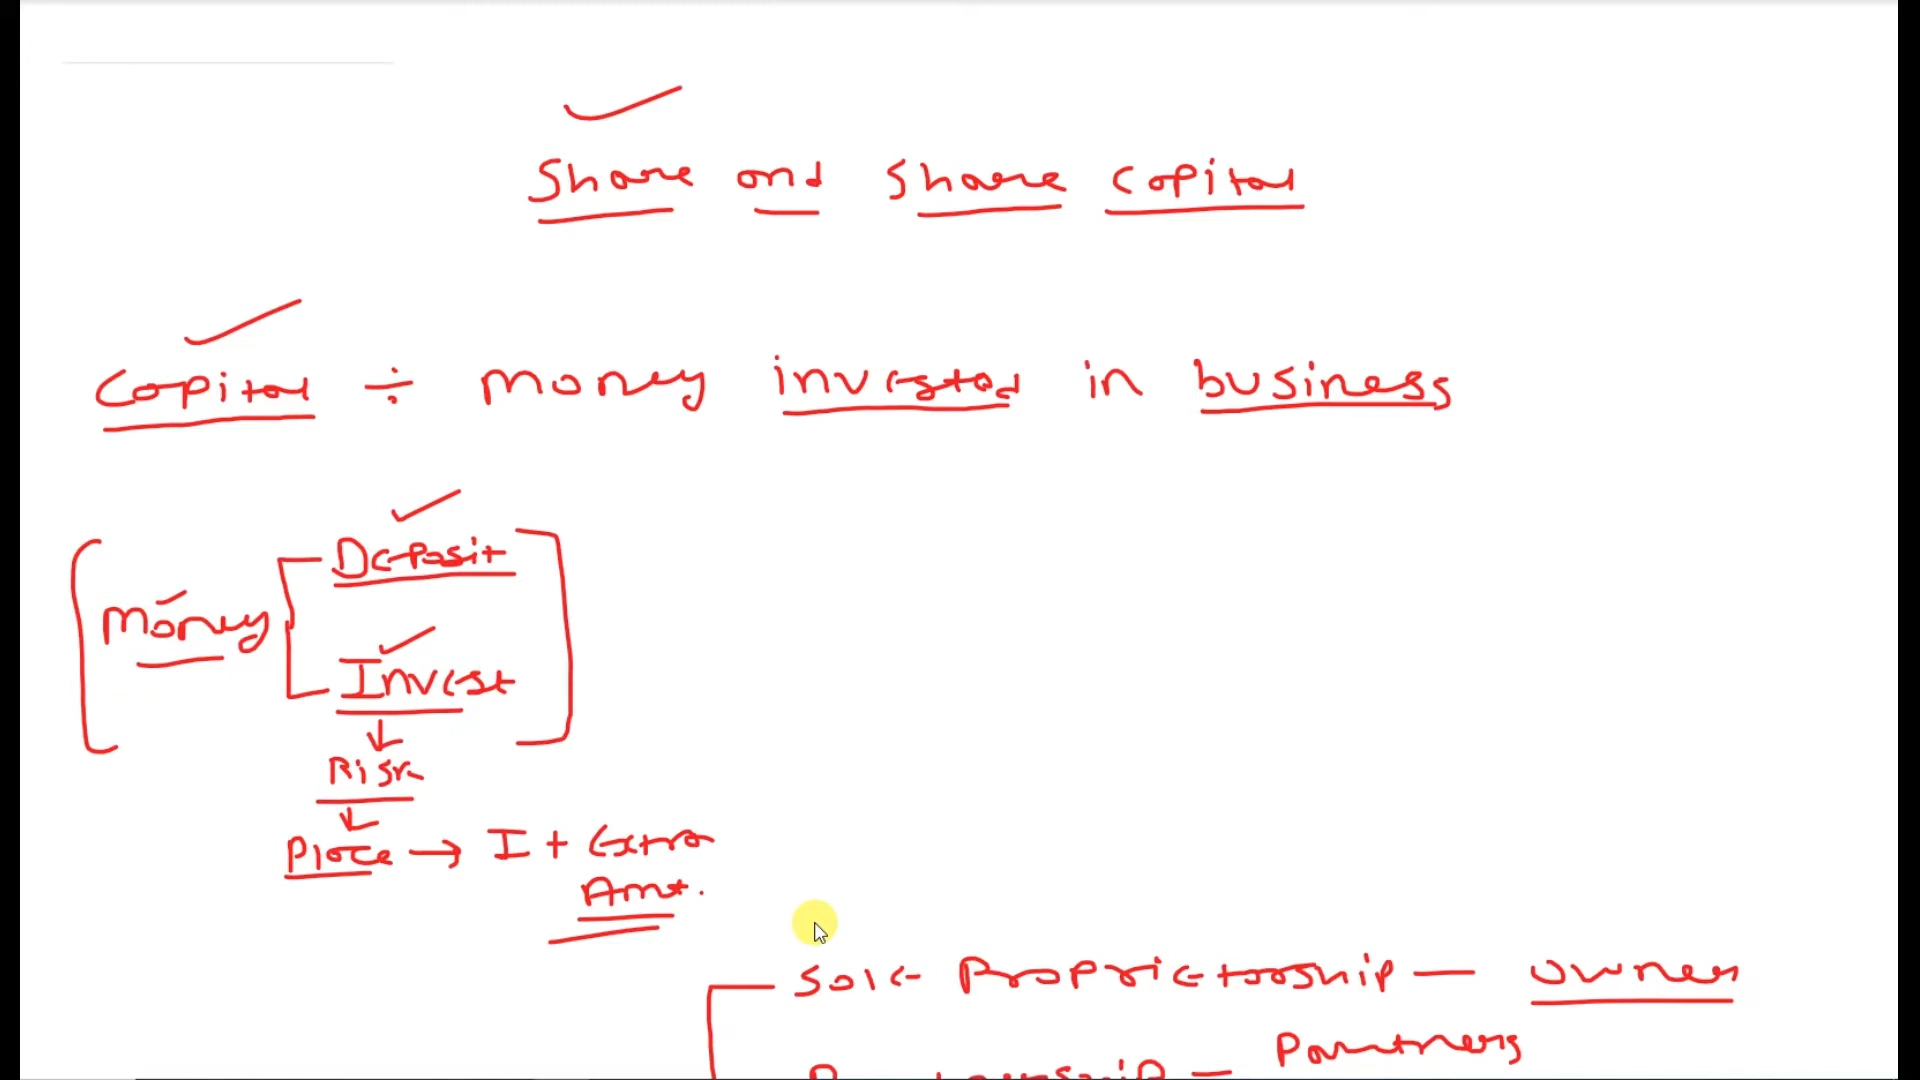 Share and Share Capital
Capital ÷ money invested in business
Deposit
money
Invest
↓
Risk
↓
Place → I + Extra
Amt.
Sole Proprietorship — owner
Partners
Partnership —